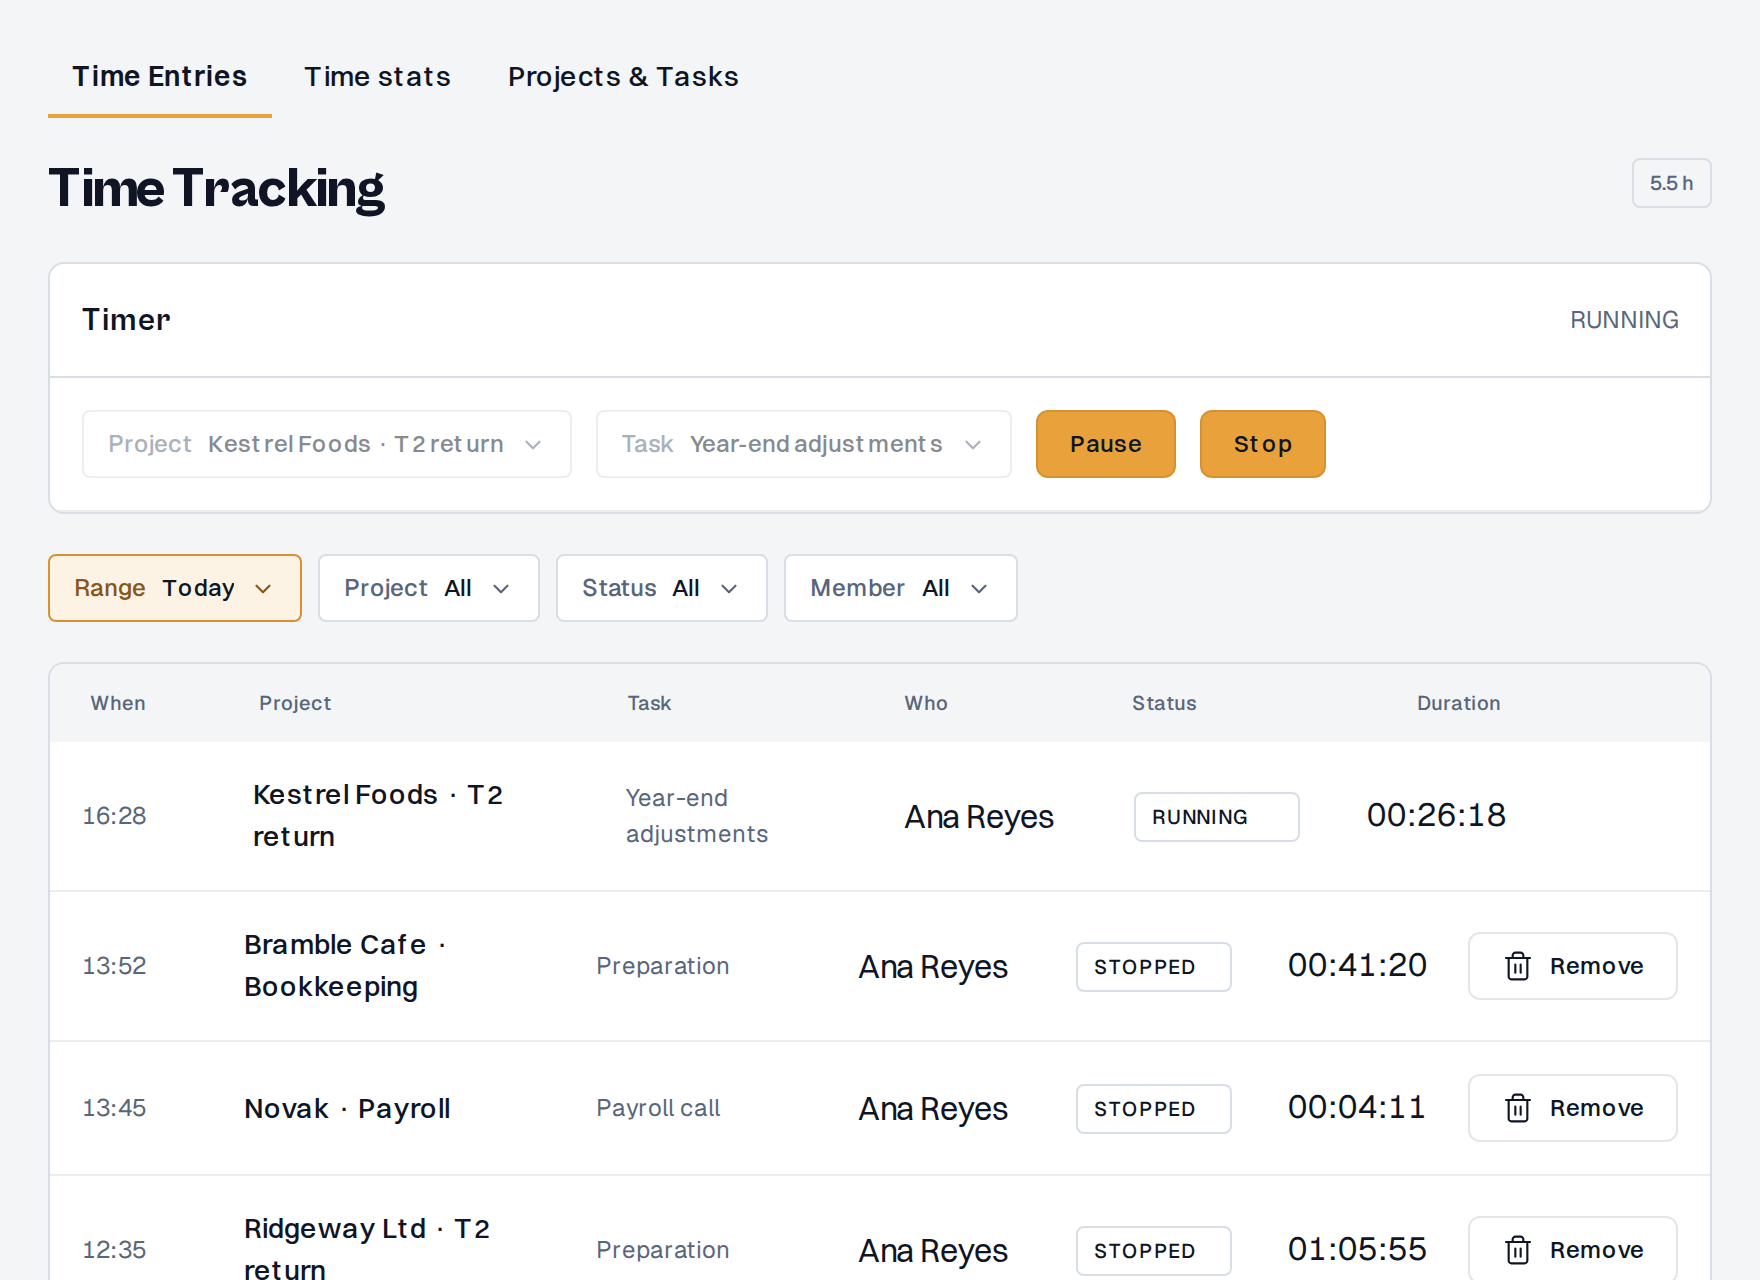 Time Entries Time stats Projects & Tasks
Time Tracking 5.5 h
Timer RUNNING
Project Kestrel Foods · T2 return Task Year-end adjustments Pause Stop
Range Today Project All Status All Member All
When Project Task Who Status Duration
16:28 Kestrel Foods · T2 return Year-end adjustments Ana Reyes RUNNING 00:26:18
13:52 Bramble Cafe · Bookkeeping Preparation Ana Reyes STOPPED 00:41:20 Remove
13:45 Novak · Payroll Payroll call Ana Reyes STOPPED 00:04:11 Remove
12:35 Ridgeway Ltd · T2 return Preparation Ana Reyes STOPPED 01:05:55 Remove